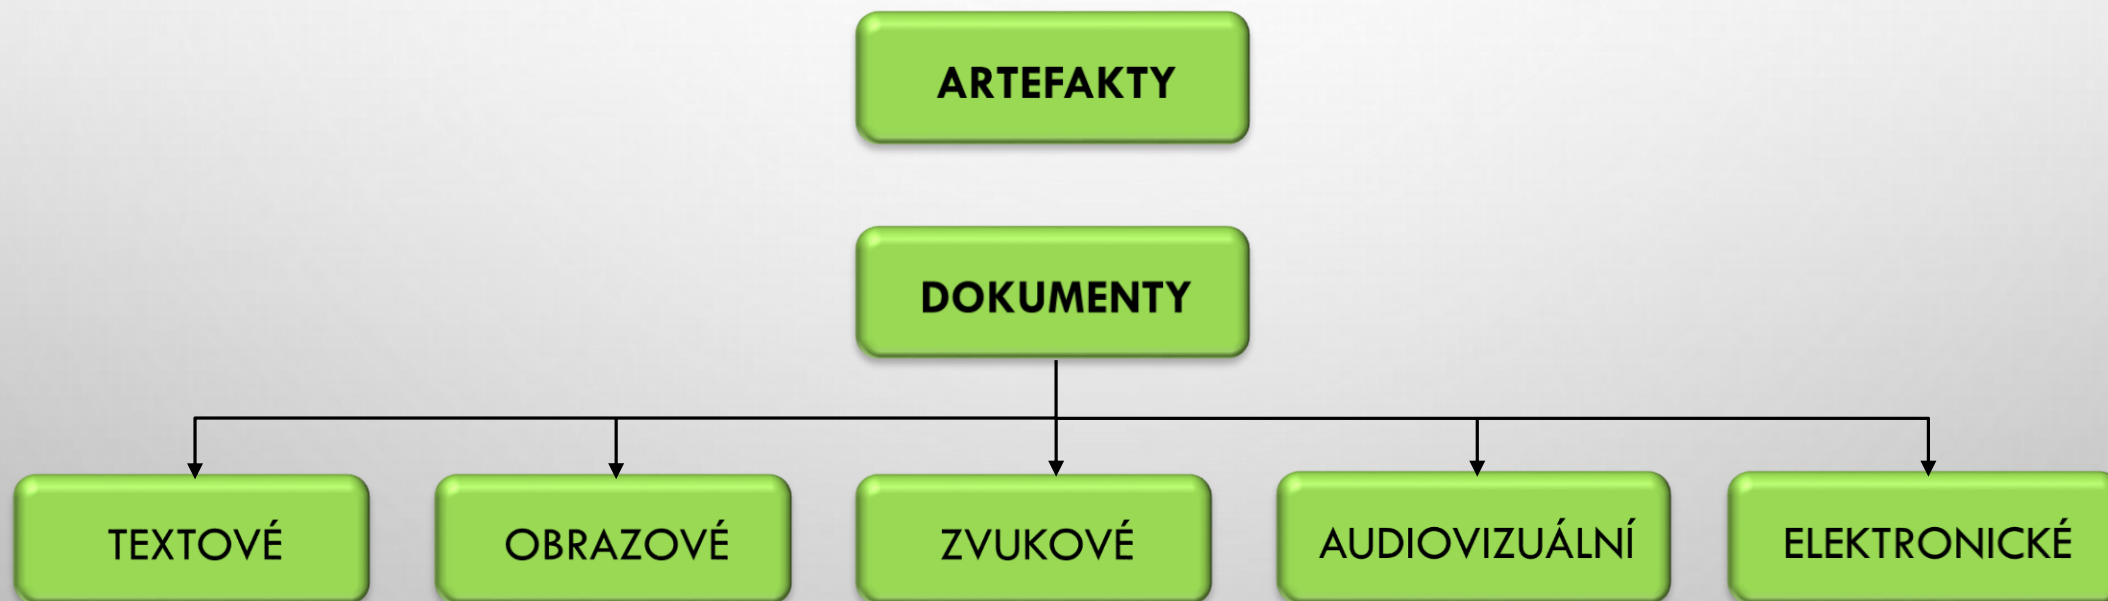 ARTEFAKTY
DOKUMENTY
TEXTOVÉ
OBRAZOVÉ
ZVUKOVÉ
AUDIOVIZUÁLNÍ
ELEKTRONICKÉ